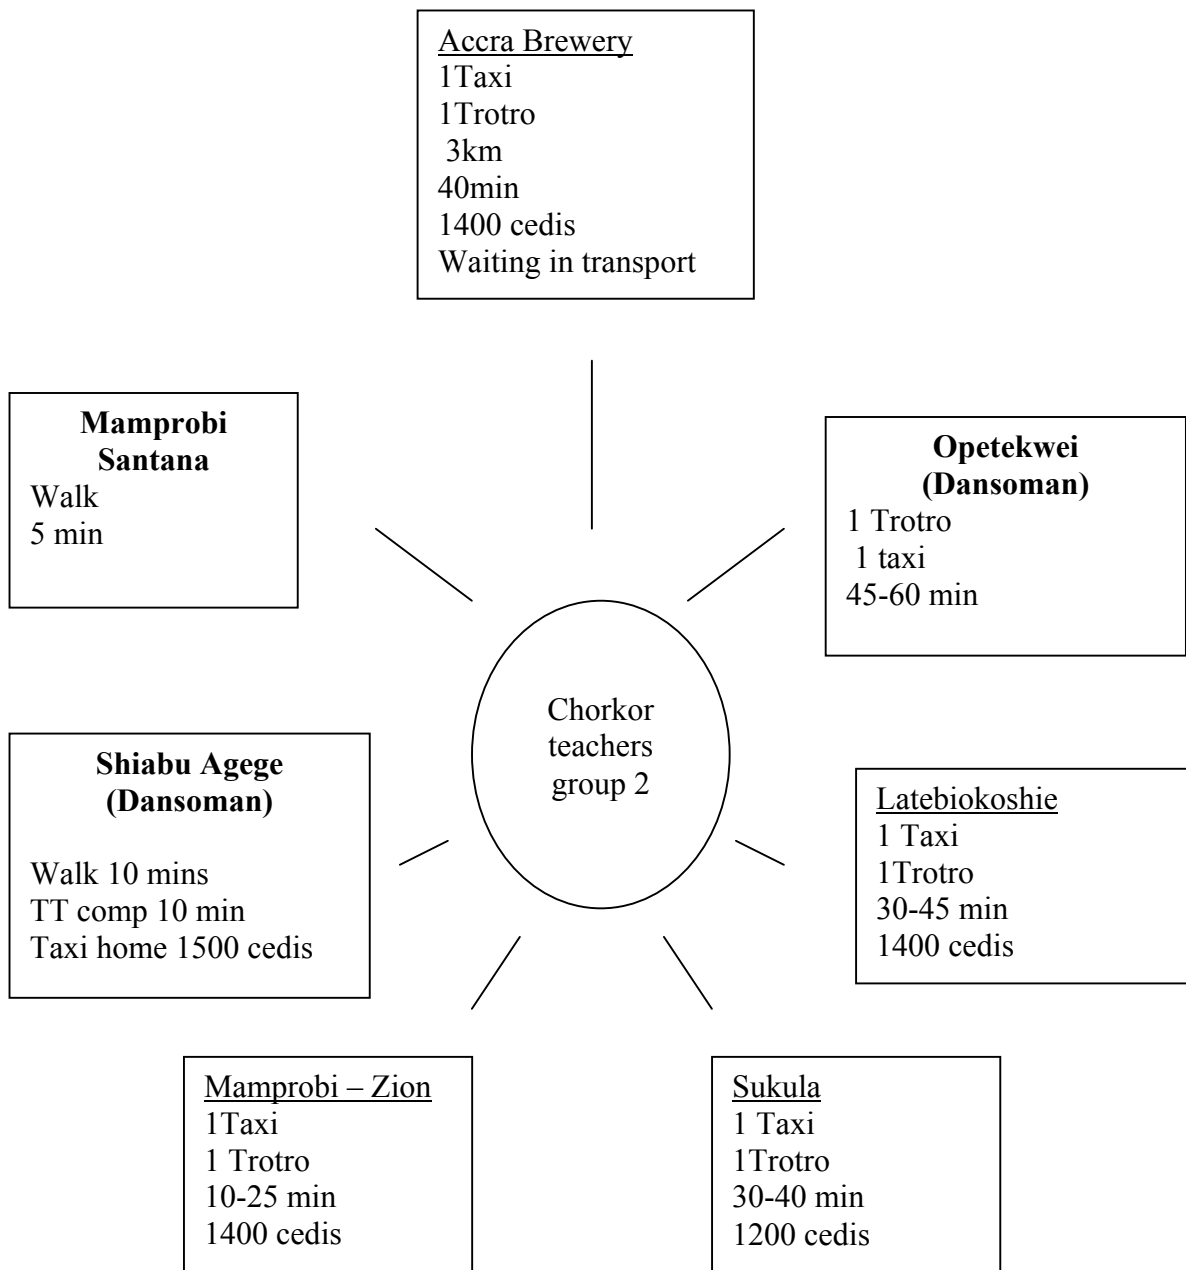 Accra Brewery
1Taxi
1Trotro
3km
40min
1400 cedis
Waiting in transport
Mamprobi
Santana
Walk
5 min
Opetekwei
(Dansoman)
1 Trotro
1 taxi
45-60 min
Chorkor
teachers
group 2
Shiabu Agege
(Dansoman)
Walk 10 mins
TT comp 10 min
Taxi home 1500 cedis
Latebiokoshie
1 Taxi
1Trotro
30-45 min
1400 cedis
Mamprobi – Zion
1Taxi
1 Trotro
10-25 min
1400 cedis
Sukula
1 Taxi
1Trotro
30-40 min
1200 cedis